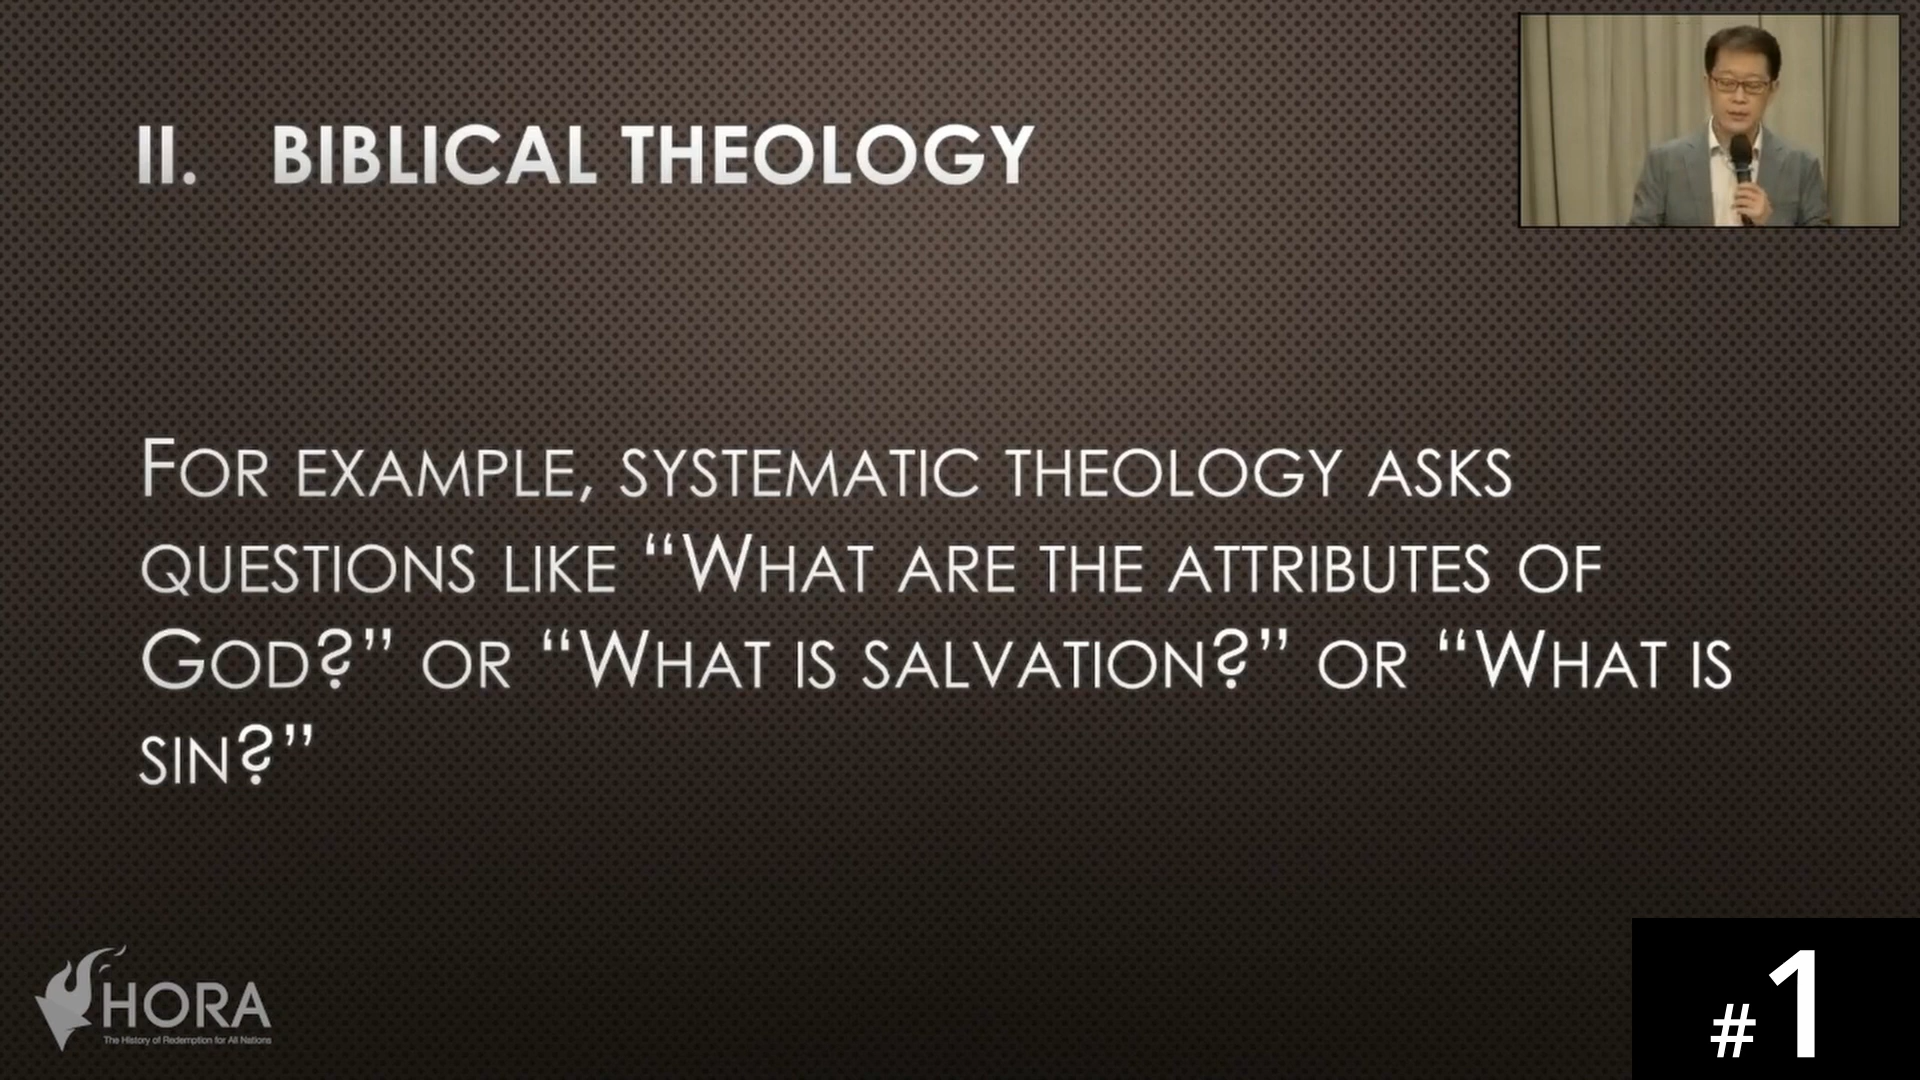 II. BIBLICAL THEOLOGY
FOR EXAMPLE, SYSTEMATIC THEOLOGY ASKS
QUESTIONS LIKE “WHAT ARE THE ATTRIBUTES OF
GOD?” OR “WHAT IS SALVATION?” OR “WHAT IS
SIN?”
HORA
The History of Redemption for All Nations
#1